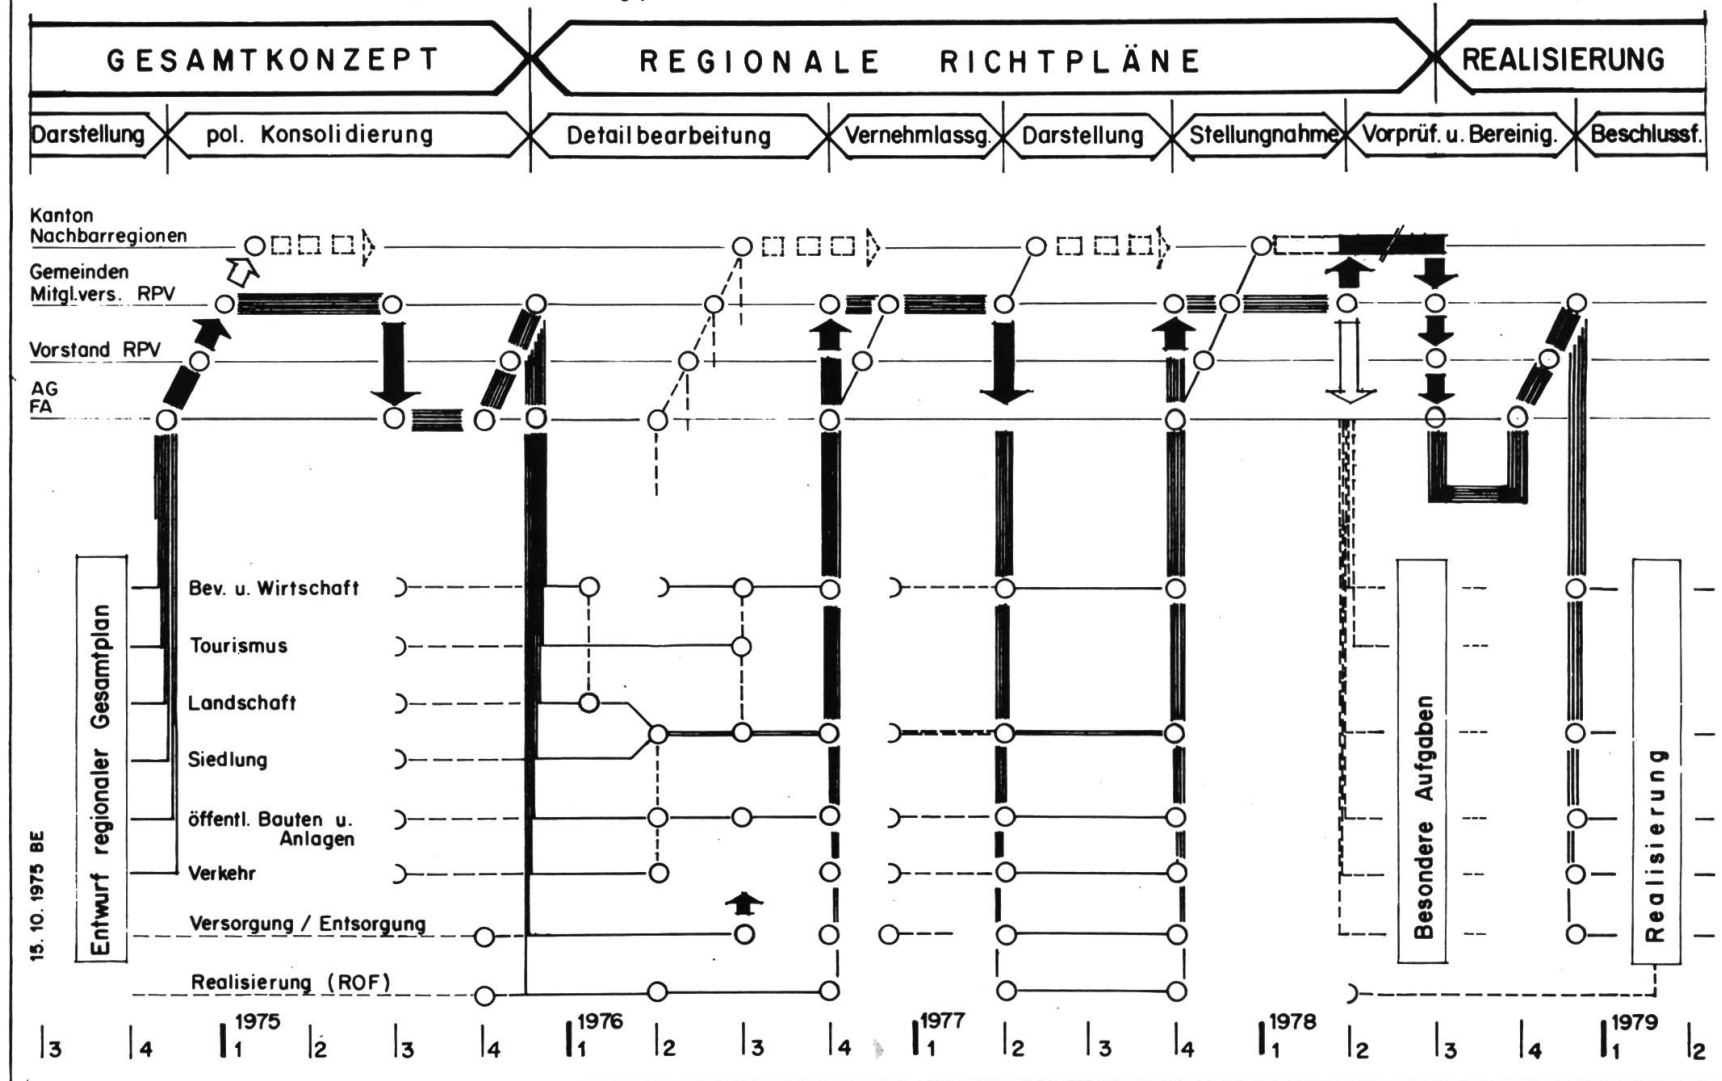 GESAMTKONZEPT
REGIONALE RICHTPLÄNE
REALISIERUNG
Darstellung
pol. Konsolidierung
Detailbearbeitung
Vernehmlassg.
Darstellung
Stellungnahme
Vorprüf. u. Bereinig.
Beschlussf.
Kanton
Nachbarregionen
Gemeinden
Mitgl.vers. RPV
Vorstand RPV
AG
FA
Entwurf regionaler Gesamtplan
Bev. u. Wirtschaft
Tourismus
Landschaft
Siedlung
öffentl. Bauten u.
Anlagen
Verkehr
Versorgung / Entsorgung
Realisierung (ROF)
Besondere Aufgaben
Realisierung
15. 10. 1975 BE
1975 1976 1977 1978 1979
3 4 1 2 3 4 1 2 3 4 1 2 3 4 1 2 3 4 1 2